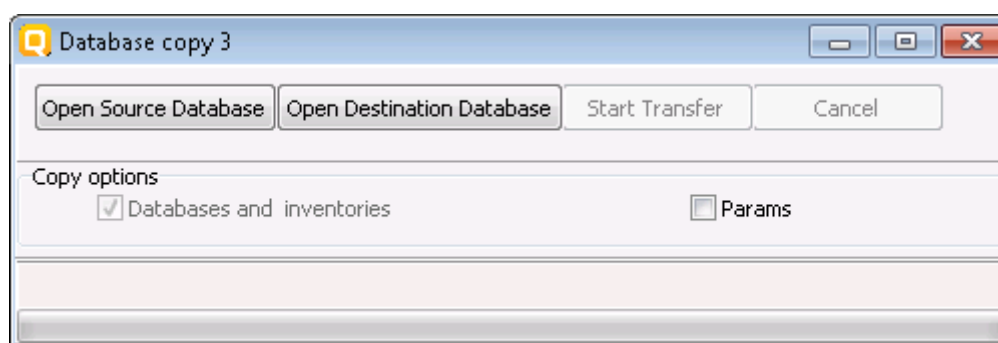 Database copy 3
Open Source Database Open Destination Database Start Transfer Cancel
Copy options
Databases and inventories Params